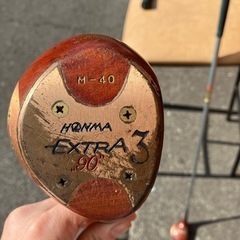 M-40
HONMA
EXTRA 3
.90"